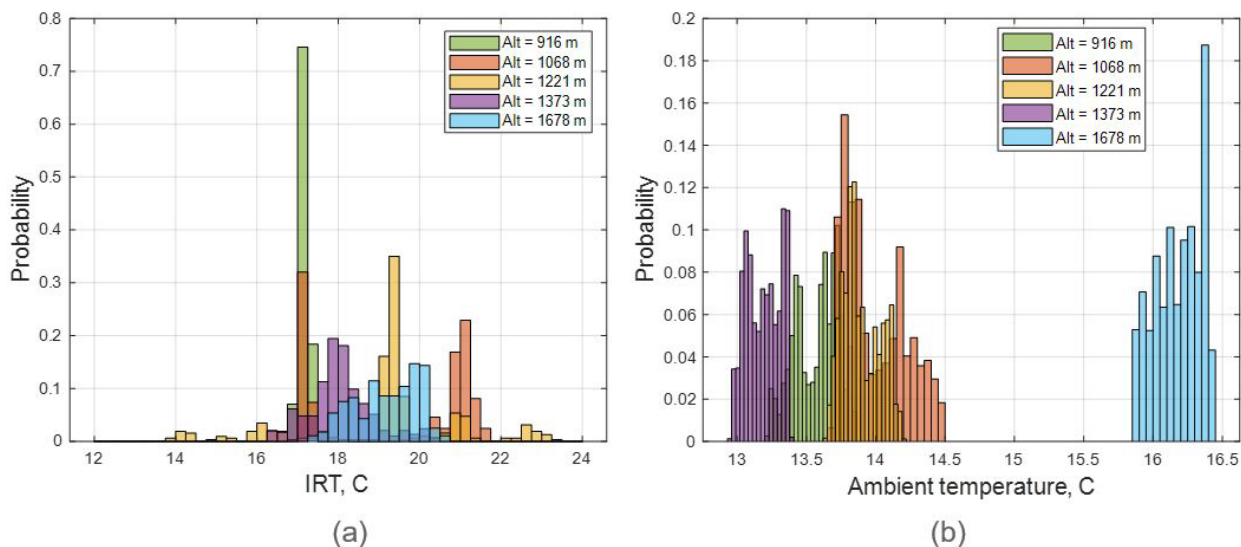 0.8
0.7
0.6
0.5
0.4
0.3
0.2
0.1
0
Probability
12 14 16 18 20 22 24
IRT, C
Alt = 916 m
Alt = 1068 m
Alt = 1221 m
Alt = 1373 m
Alt = 1678 m
(a)
0.2
0.18
0.16
0.14
0.12
0.1
0.08
0.06
0.04
0.02
0
Probability
13 13.5 14 14.5 15 15.5 16 16.5
Ambient temperature, C
Alt = 916 m
Alt = 1068 m
Alt = 1221 m
Alt = 1373 m
Alt = 1678 m
(b)